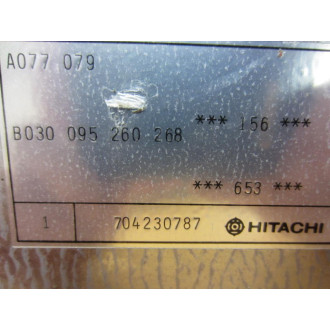 A077 079
B030 095 260 268 *** 156 ***
*** 653 ***
1 704230787 HITACHI